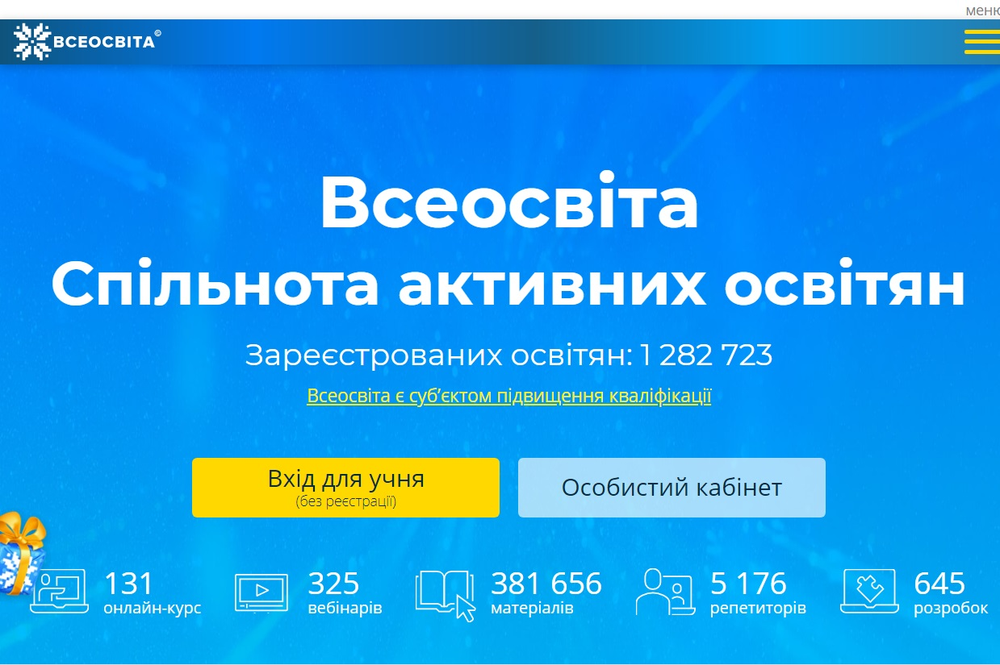 ВСЕОСВІТА©
Всеосвіта
Спільнота активних освітян
Зареєстрованих освітян: 1 282 723
Всеосвіта є суб’єктом підвищення кваліфікації
Вхід для учня
(без реєстрації)
Особистий кабінет
131
онлайн-курс
325
вебінарів
381 656
матеріалів
5 176
репетиторів
645
розробок